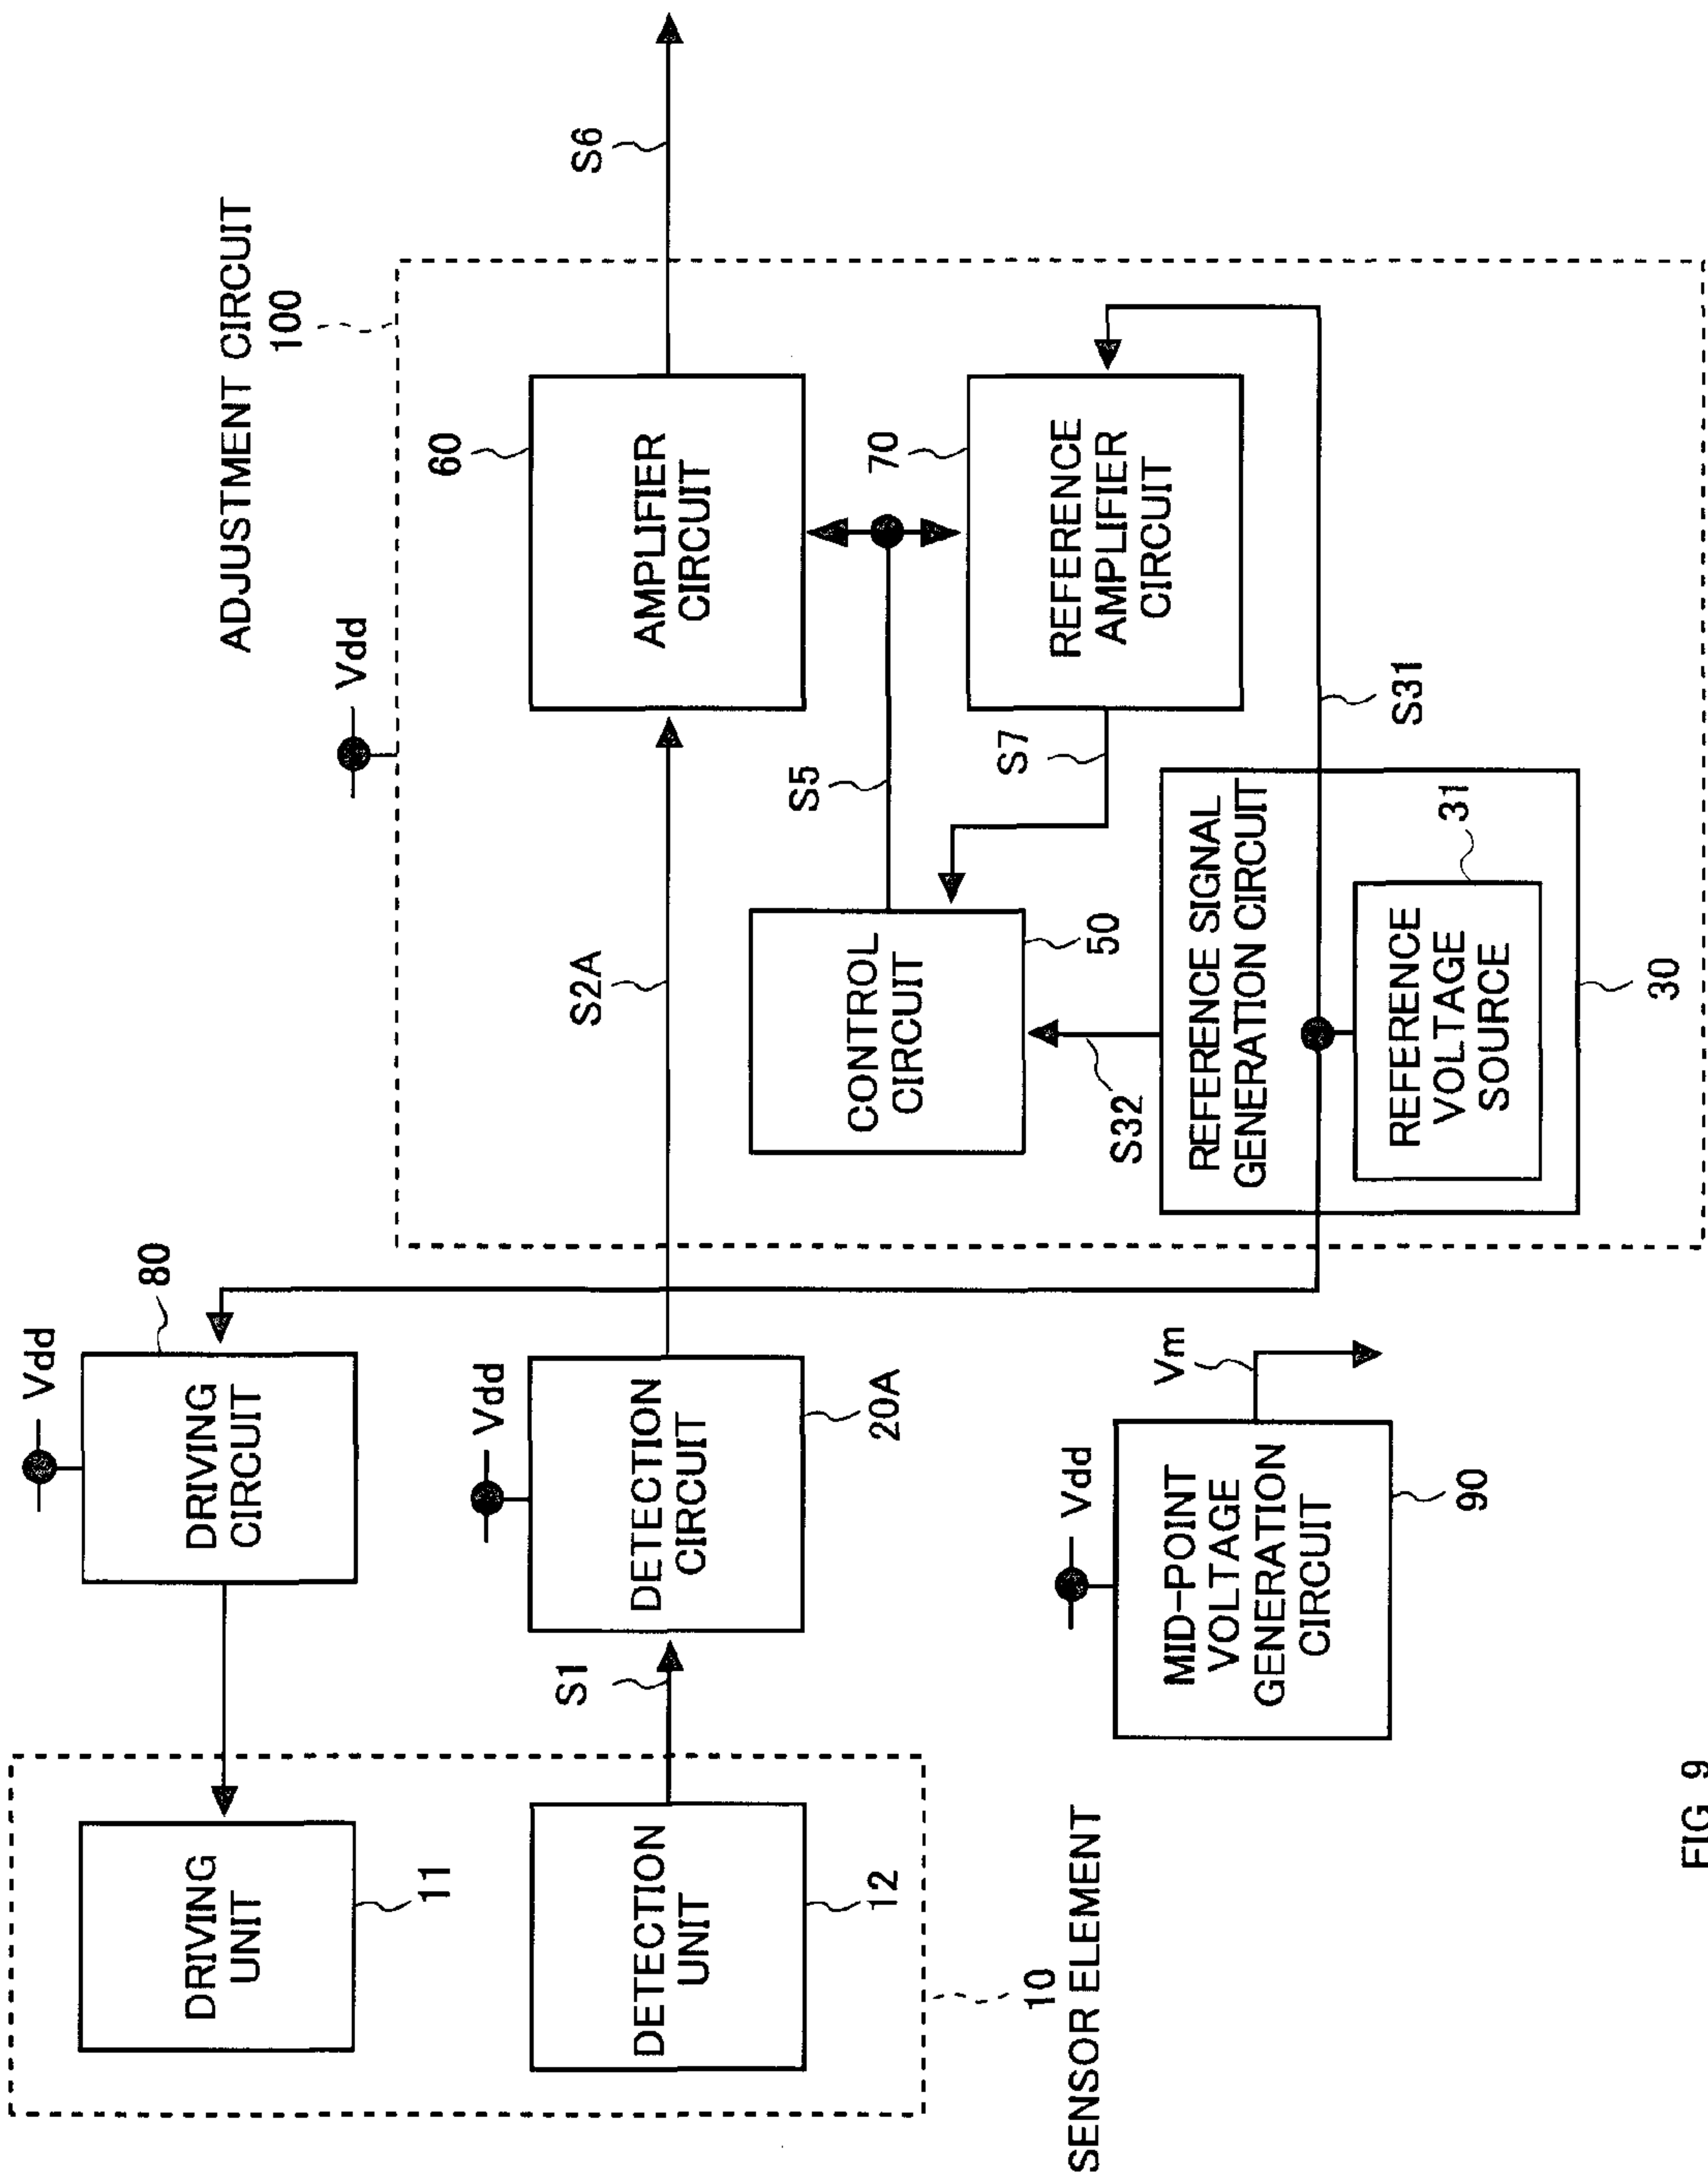 ADJUSTMENT CIRCUIT
100
Vdd
S6
60
AMPLIFIER
CIRCUIT
70
REFERENCE
AMPLIFIER
CIRCUIT
S2A
S5
S7
CONTROL
CIRCUIT
50
S32
REFERENCE SIGNAL
GENERATION CIRCUIT
S31
31
REFERENCE
VOLTAGE
SOURCE
30
Vdd
80
DRIVING
CIRCUIT
Vdd
DETECTION
CIRCUIT
20A
S1
Vdd
Vm
MID-POINT
VOLTAGE
GENERATION
CIRCUIT
90
DRIVING
UNIT
11
DETECTION
UNIT
12
10
SENSOR ELEMENT
FIG. 9